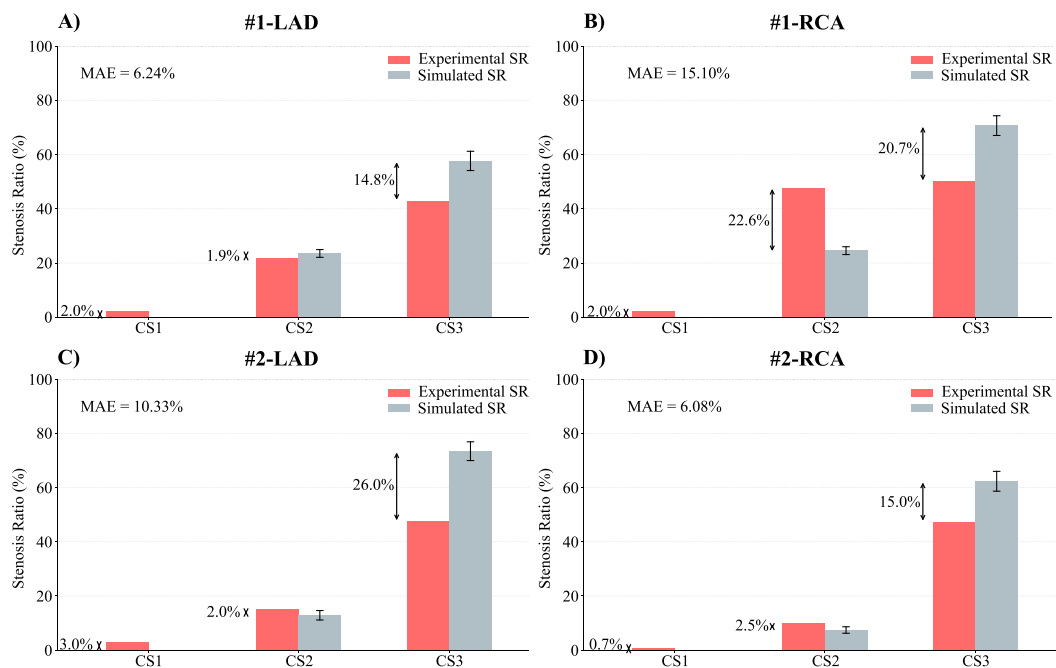 A)
#1-LAD
Stenosis Ratio (%)
100
80
60
40
20
0
MAE = 6.24%
Experimental SR
Simulated SR
2.0%
1.9%
14.8%
CS1
CS2
CS3
B)
#1-RCA
Stenosis Ratio (%)
100
80
60
40
20
0
MAE = 15.10%
Experimental SR
Simulated SR
2.0%
22.6%
20.7%
CS1
CS2
CS3
C)
#2-LAD
Stenosis Ratio (%)
100
80
60
40
20
0
MAE = 10.33%
Experimental SR
Simulated SR
3.0%
2.0%
26.0%
CS1
CS2
CS3
D)
#2-RCA
Stenosis Ratio (%)
100
80
60
40
20
0
MAE = 6.08%
Experimental SR
Simulated SR
0.7%
2.5%
15.0%
CS1
CS2
CS3